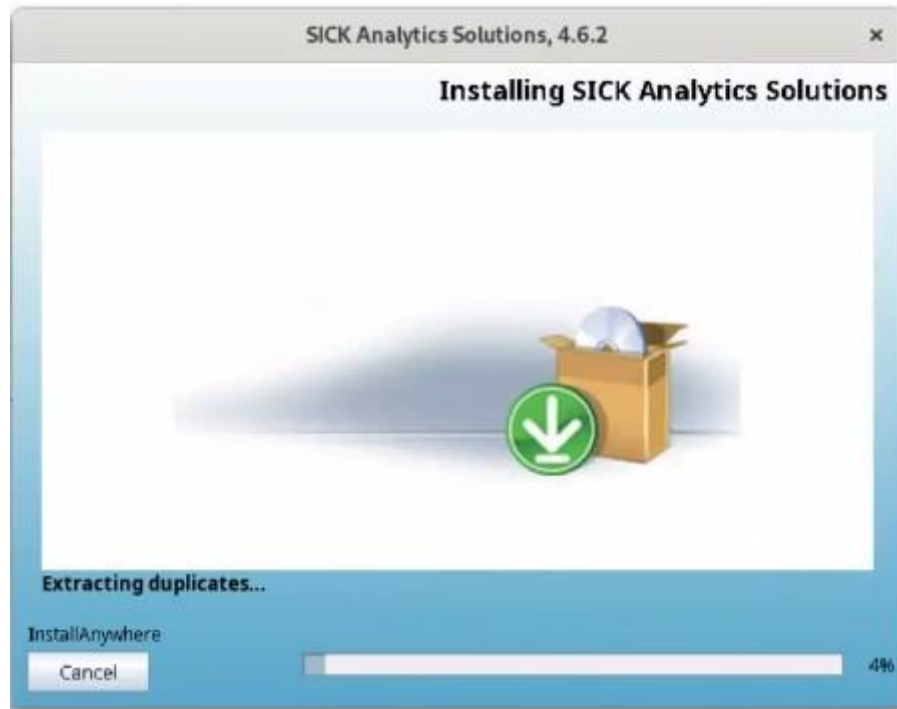 SICK Analytics Solutions, 4.6.2
Installing SICK Analytics Solutions
Extracting duplicates...
InstallAnywhere
Cancel
4%